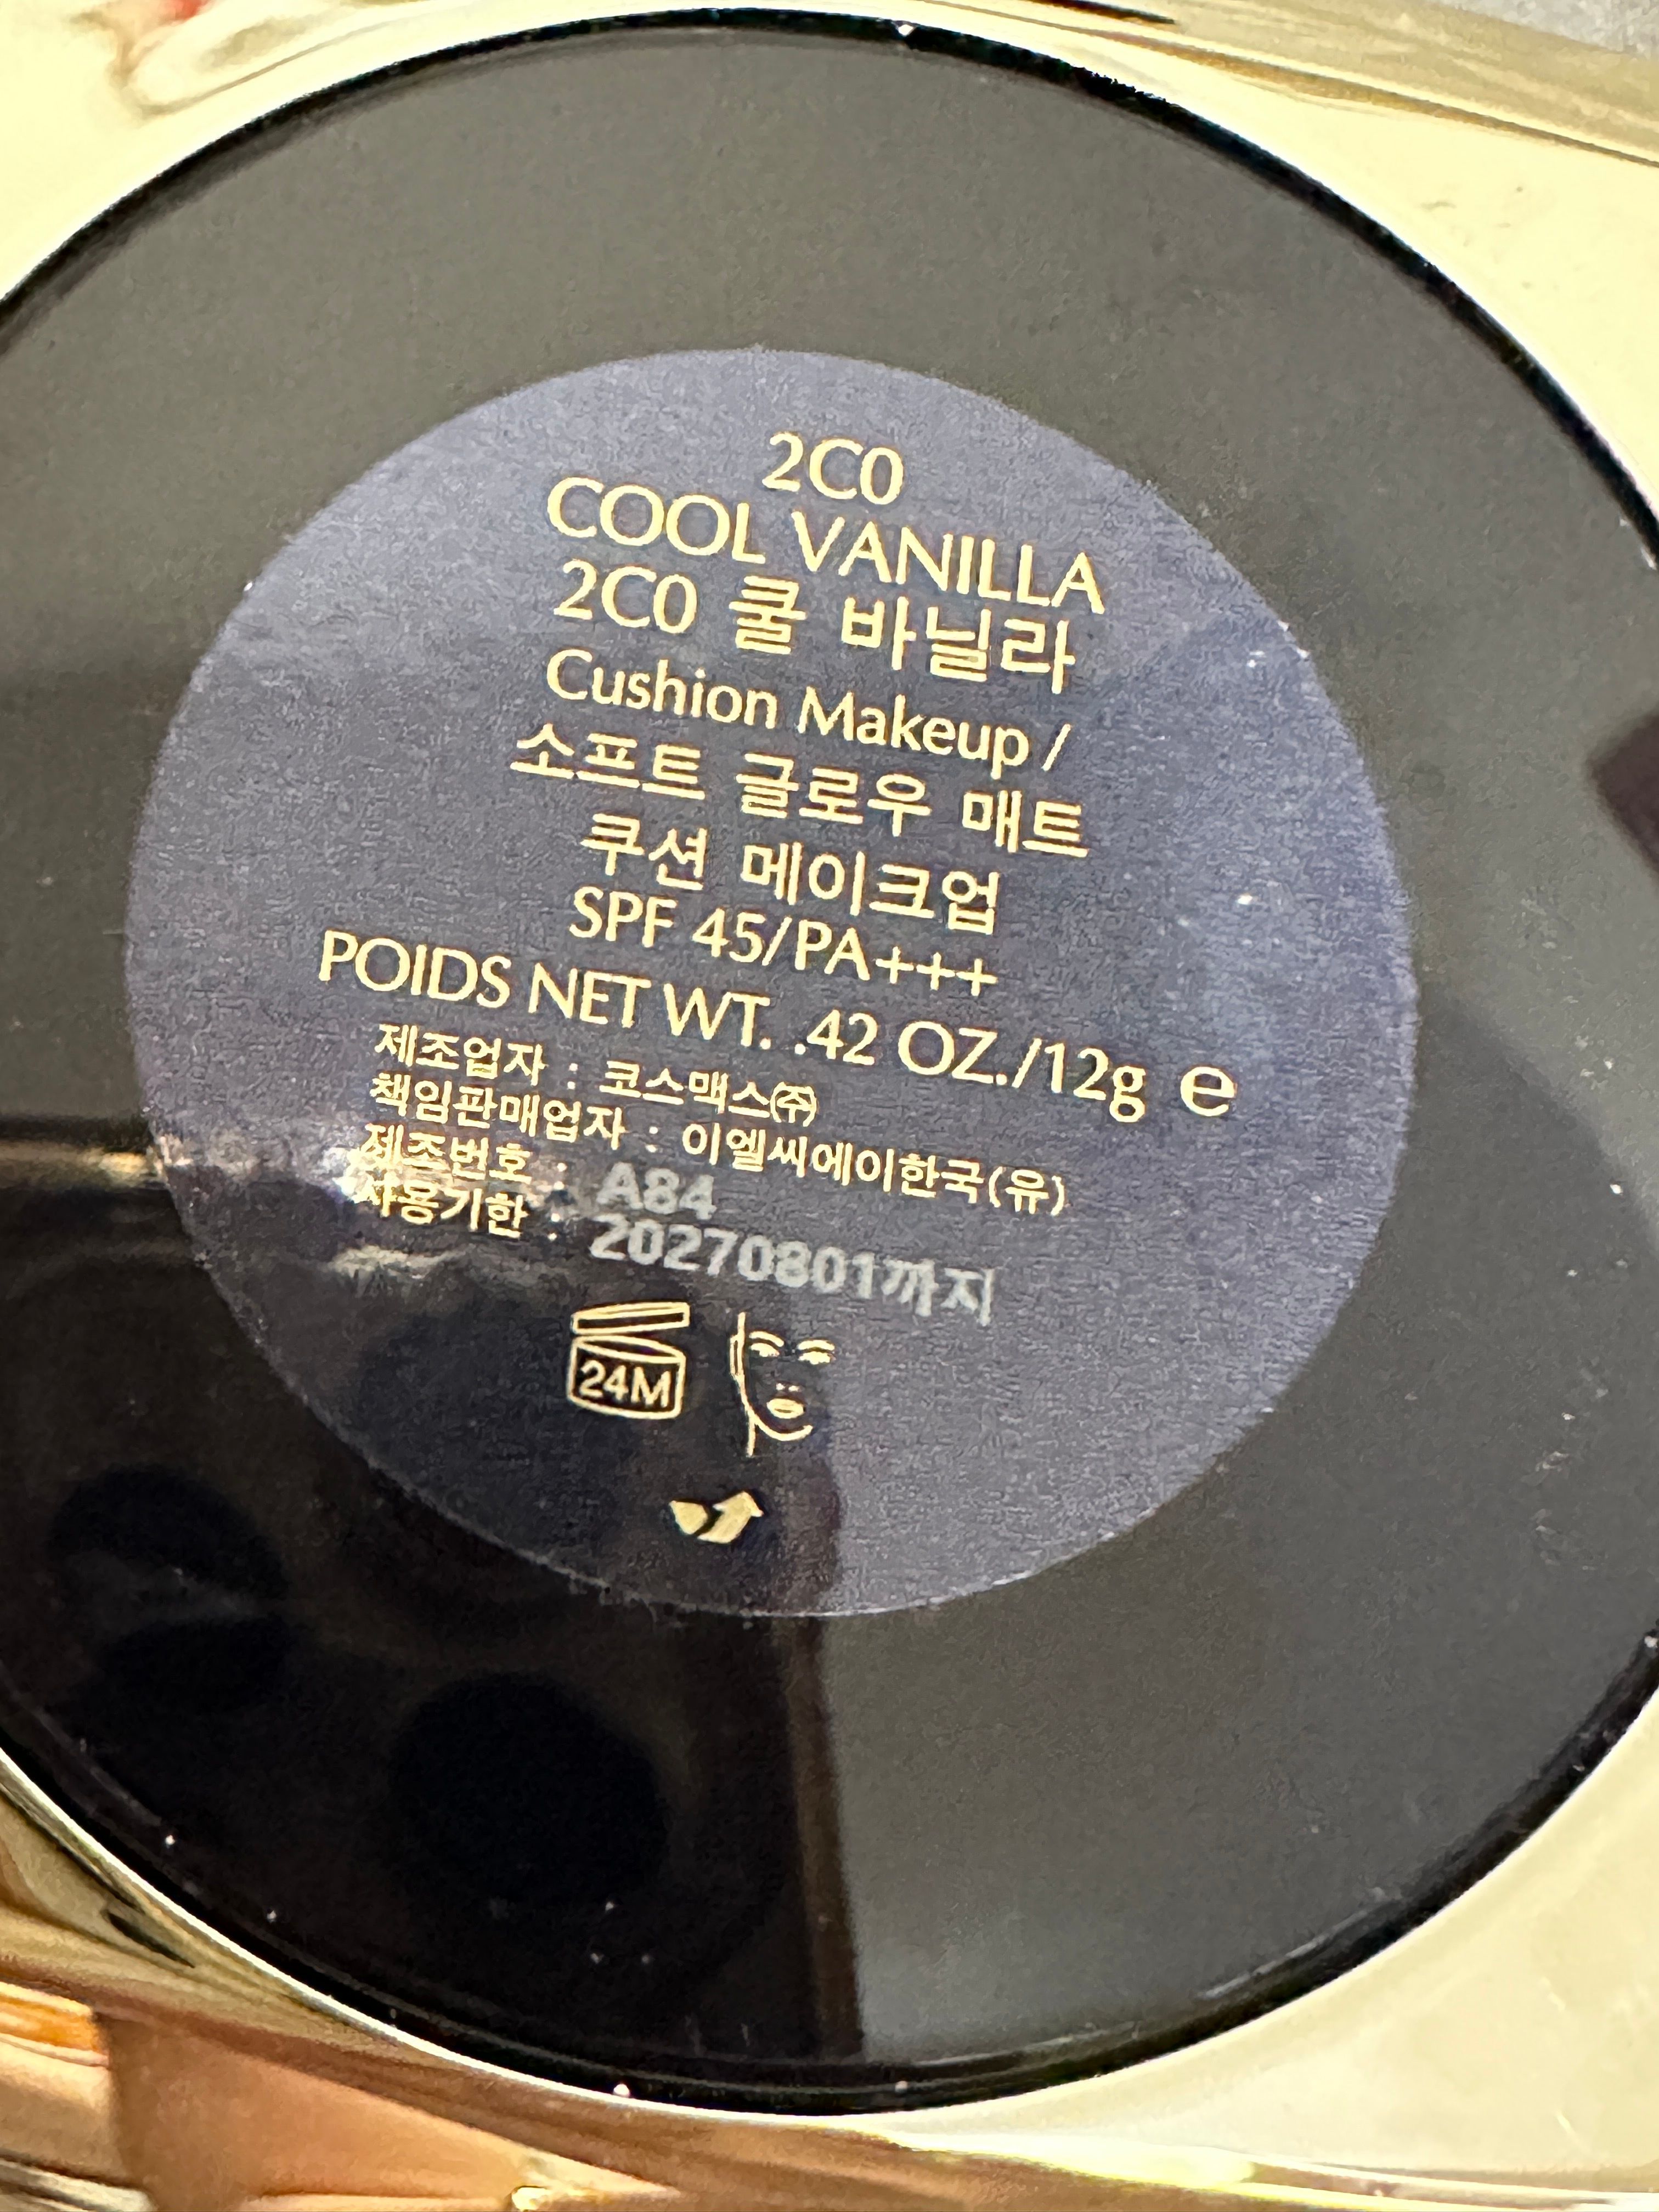 2C0
COOL VANILLA
2C0 쿨 바닐라
Cushion Makeup /
소프트 글로우 매트
쿠션 메이크업
SPF 45/PA+++
POIDS NET WT. .42 OZ./12g ℮
제조업자 : 코스맥스㈜
책임판매업자 : 이엘씨에이한국(유)
제조번호 : A84
사용기한 : 20270801까지
24M